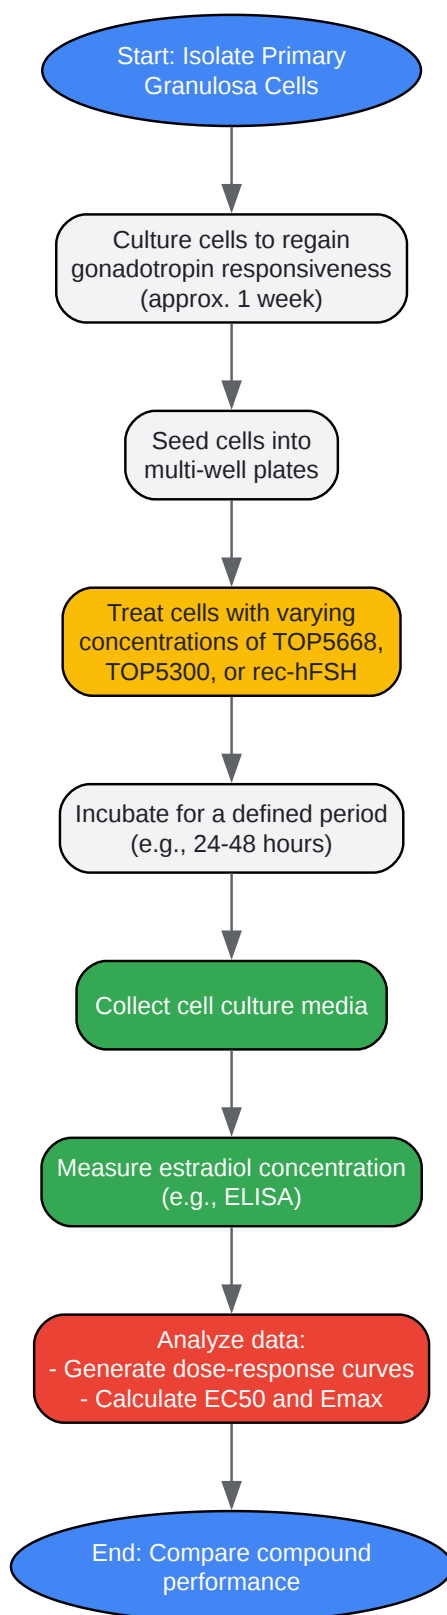 Start: Isolate Primary
Granulosa Cells
Culture cells to regain
gonadotropin responsiveness
(approx. 1 week)
Seed cells into
multi-well plates
Treat cells with varying
concentrations of TOP5668,
TOP5300, or rec-hFSH
Incubate for a defined period
(e.g., 24-48 hours)
Collect cell culture media
Measure estradiol concentration
(e.g., ELISA)
Analyze data:
- Generate dose-response curves
- Calculate EC50 and Emax
End: Compare compound
performance